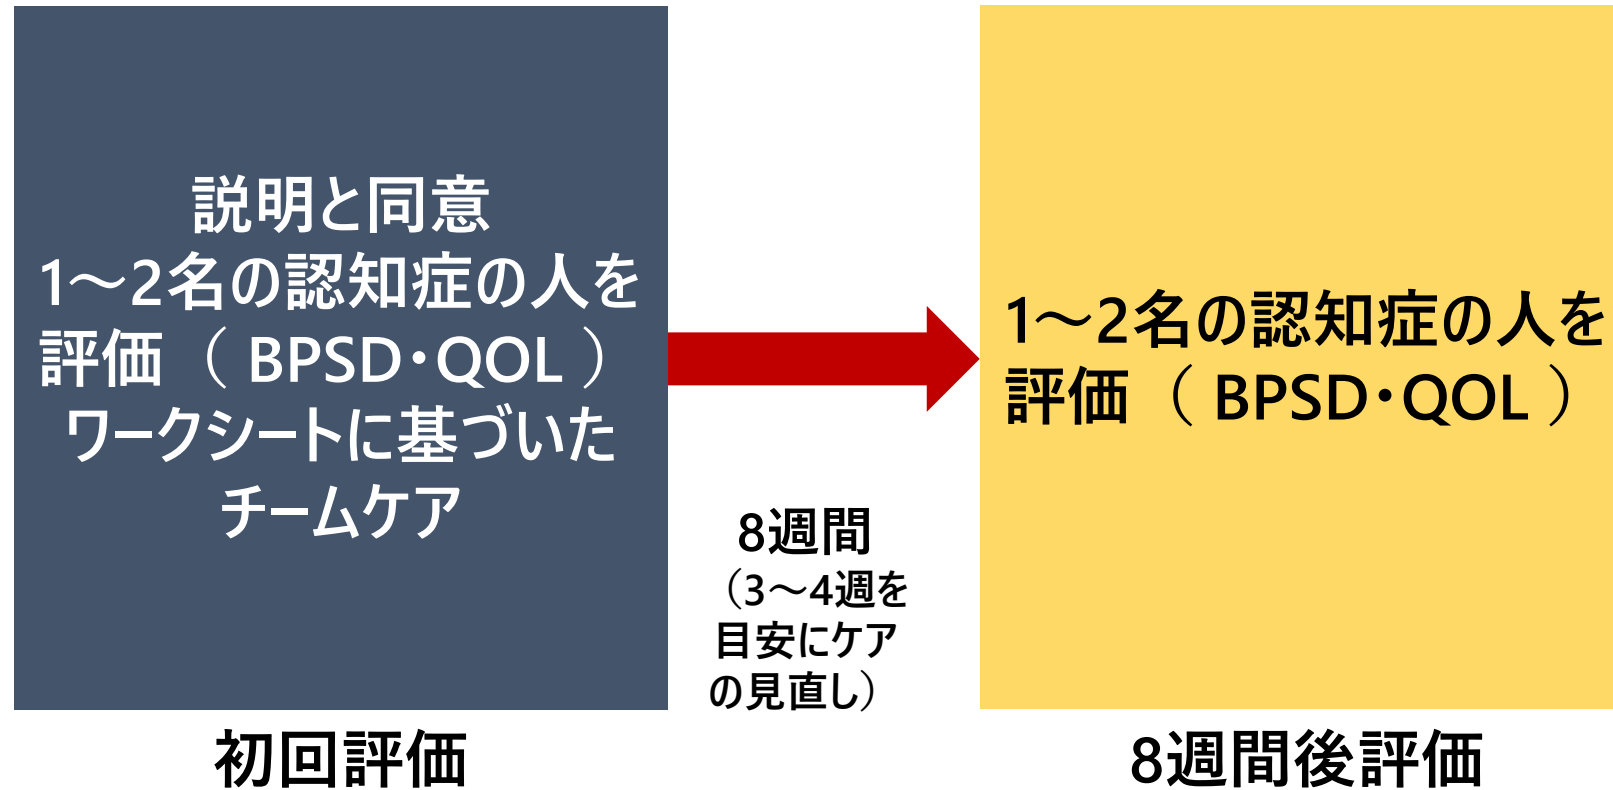 説明と同意
1～2名の認知症の人を
評価（ BPSD・QOL ）
ワークシートに基づいた
チームケア
初回評価
8週間
（3～4週を
目安にケア
の見直し）
1～2名の認知症の人を
評価（ BPSD・QOL ）
8週間後評価